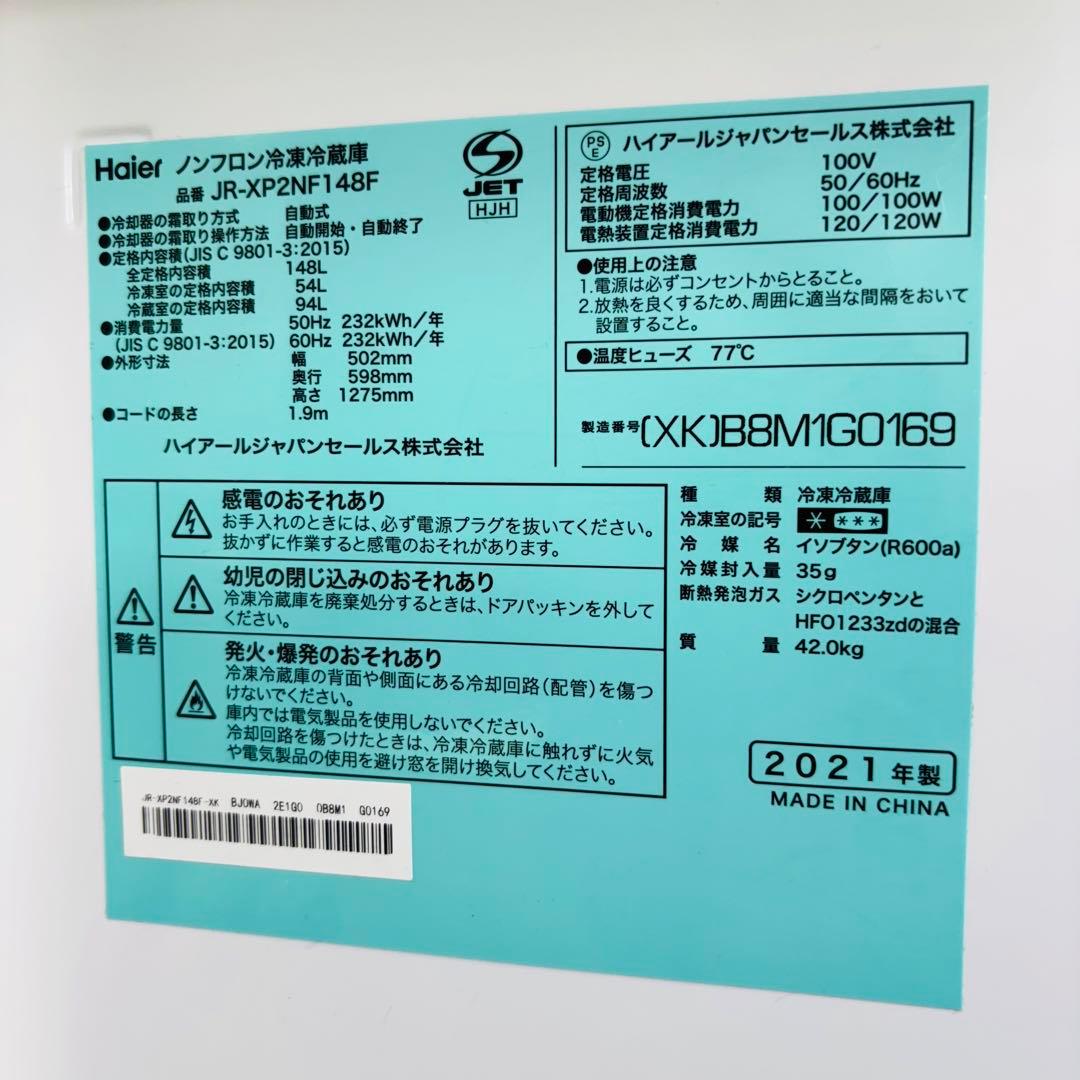 Haier ノンフロン冷凍冷蔵庫
品番 JR-XP2NF148F
S
JET
HJH
●冷却器の霜取り方式 自動式
●冷却器の霜取り操作方法 自動開始・自動終了
●定格内容積(JIS C 9801-3:2015)
全定格内容積 148L
冷凍室の定格内容積 54L
冷蔵室の定格内容積 94L
●消費電力量 50Hz 232kWh/年
(JIS C 9801-3:2015) 60Hz 232kWh/年
●外形寸法 幅 502mm
奥行 598mm
高さ 1275mm
●コードの長さ 1.9m
ハイアールジャパンセールス株式会社
PS
E
ハイアールジャパンセールス株式会社
定格電圧 100V
定格周波数 50/60Hz
電動機定格消費電力 100/100W
電熱装置定格消費電力 120/120W
●使用上の注意
1.電源は必ずコンセントからとること。
2.放熱を良くするため、周囲に適当な間隔をおいて
設置すること。
●温度ヒューズ 77℃
製造番号 (XK)B8M1G0169
警告
感電のおそれあり
お手入れのときには、必ず電源プラグを抜いてください。
抜かずに作業すると感電のおそれがあります。
幼児の閉じ込みのおそれあり
冷凍冷蔵庫を廃棄処分するときは、ドアパッキンを外して
ください。
発火・爆発のおそれあり
冷凍冷蔵庫の背面や側面にある冷却回路(配管)を傷つ
けないでください。
庫内では電気製品を使用しないでください。
冷却回路を傷つけたときは、冷凍冷蔵庫に触れずに火気
や電気製品の使用を避け窓を開け換気してください。
種類 冷凍冷蔵庫
冷凍室の記号 * ***
冷媒名 イソブタン(R600a)
冷媒封入量 35g
断熱発泡ガス シクロペンタンと
HFO1233zdの混合
質量 42.0kg
2021年製
MADE IN CHINA
JR-XP2NF148F-XK BJ0WA 2E1G0 0B8M1 G0169